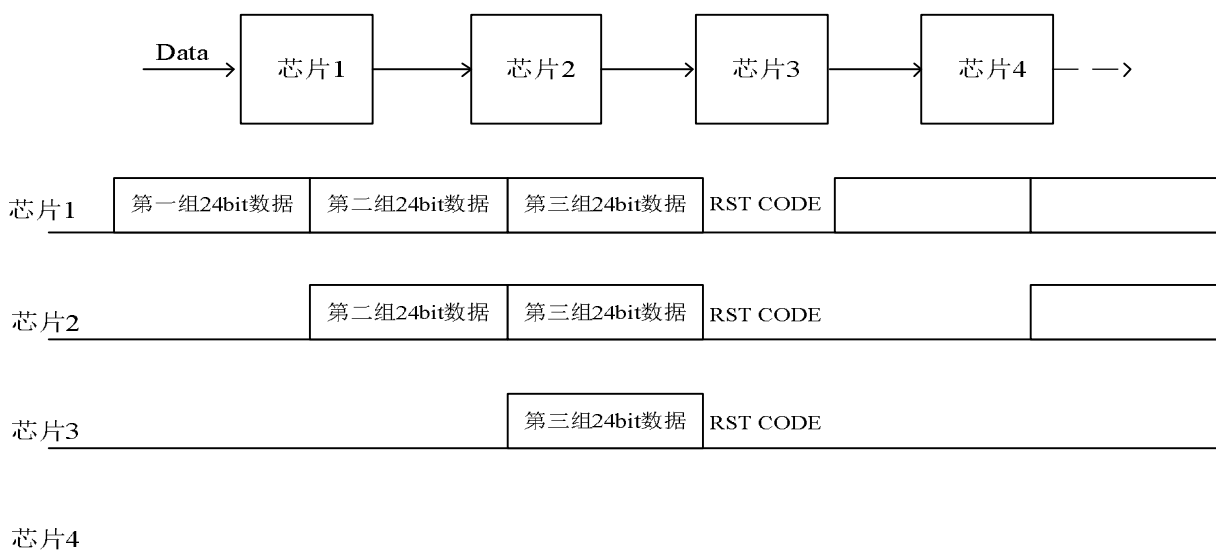 Data
芯片1 芯片2 芯片3 芯片4
芯片1 第一组24bit数据 第二组24bit数据 第三组24bit数据 RST CODE
芯片2 第二组24bit数据 第三组24bit数据 RST CODE
芯片3 第三组24bit数据 RST CODE
芯片4